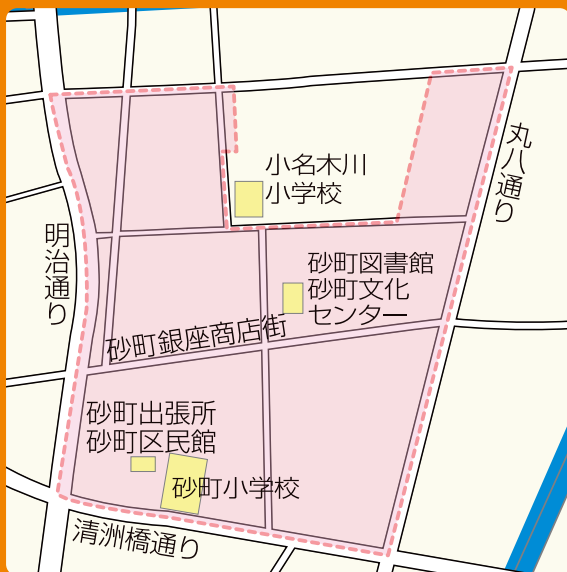 丸八通り
小名木川
小学校
明治通り
砂町図書館
砂町文化
センター
砂町銀座商店街
砂町出張所
砂町区民館
砂町小学校
清洲橋通り